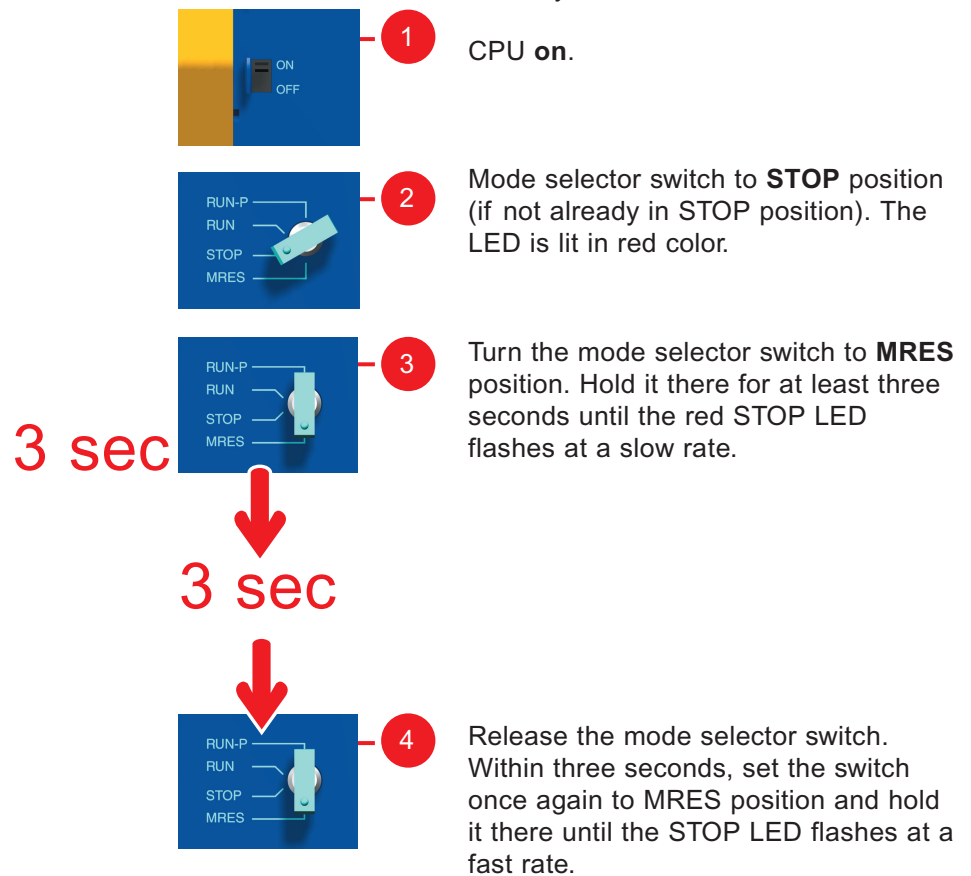 1
CPU on.
ON
OFF
2
Mode selector switch to STOP position
(if not already in STOP position). The
LED is lit in red color.
RUN-P
RUN
STOP
MRES
3
Turn the mode selector switch to MRES
position. Hold it there for at least three
seconds until the red STOP LED
flashes at a slow rate.
RUN-P
RUN
STOP
MRES
3 sec
3 sec
4
Release the mode selector switch.
Within three seconds, set the switch
once again to MRES position and hold
it there until the STOP LED flashes at a
fast rate.
RUN-P
RUN
STOP
MRES